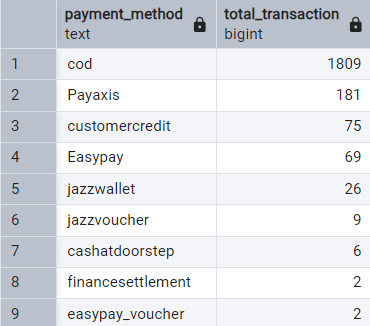 payment_method total_transaction
text bigint
1 cod 1809
2 Payaxis 181
3 customercredit 75
4 Easypay 69
5 jazzwallet 26
6 jazzvoucher 9
7 cashatdoorstep 6
8 financesettlement 2
9 easypay_voucher 2